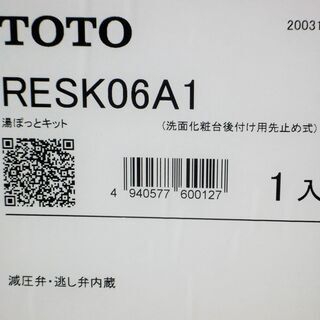 TOTO
20031
RESK06A1
湯ぽっとキット
(洗面化粧台後付け用先止め式)
4 940577 600127
1入
減圧弁・逃し弁内蔵